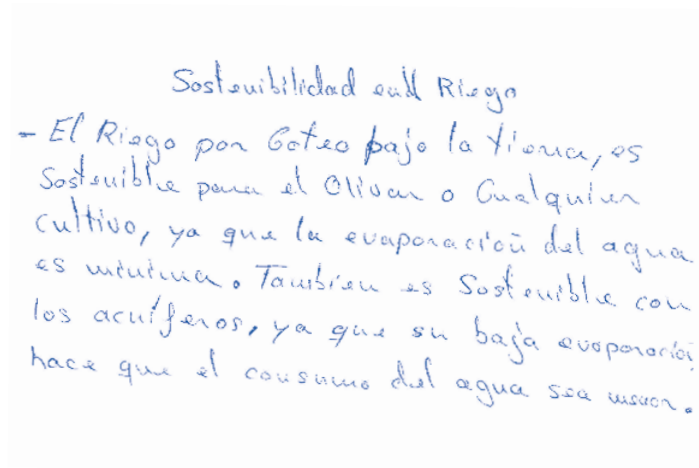 Sostenibilidad en el Riego
- El Riego por Goteo bajo la tierra, es
Sostenible para el Olivar o Cualquier
cultivo, ya que la evaporación del agua
es mínima. Tambien es Sostenible con
los acuíferos, ya que su baja evaporación
hace que el consumo del agua sea menor.